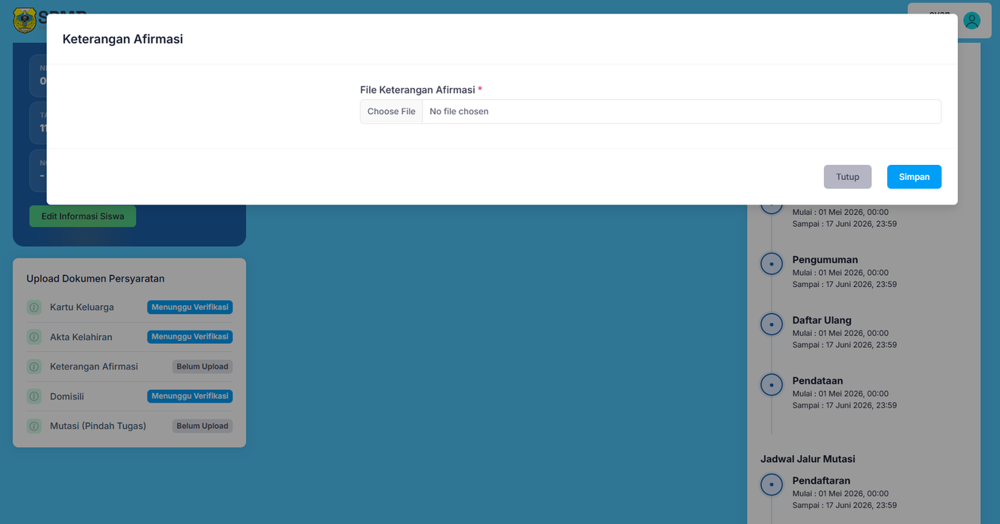 Keterangan Afirmasi
File Keterangan Afirmasi *
Choose File
No file chosen
Tutup
Simpan
Edit Informasi Siswa
Upload Dokumen Persyaratan
Kartu Keluarga
Menunggu Verifikasi
Akta Kelahiran
Menunggu Verifikasi
Keterangan Afirmasi
Belum Upload
Domisili
Menunggu Verifikasi
Mutasi (Pindah Tugas)
Belum Upload
Mulai : 01 Mei 2026, 00:00
Sampai : 17 Juni 2026, 23:59
Pengumuman
Mulai : 01 Mei 2026, 00:00
Sampai : 17 Juni 2026, 23:59
Daftar Ulang
Mulai : 01 Mei 2026, 00:00
Sampai : 17 Juni 2026, 23:59
Pendataan
Mulai : 01 Mei 2026, 00:00
Sampai : 17 Juni 2026, 23:59
Jadwal Jalur Mutasi
Pendaftaran
Mulai : 01 Mei 2026, 00:00
Sampai : 17 Juni 2026, 23:59